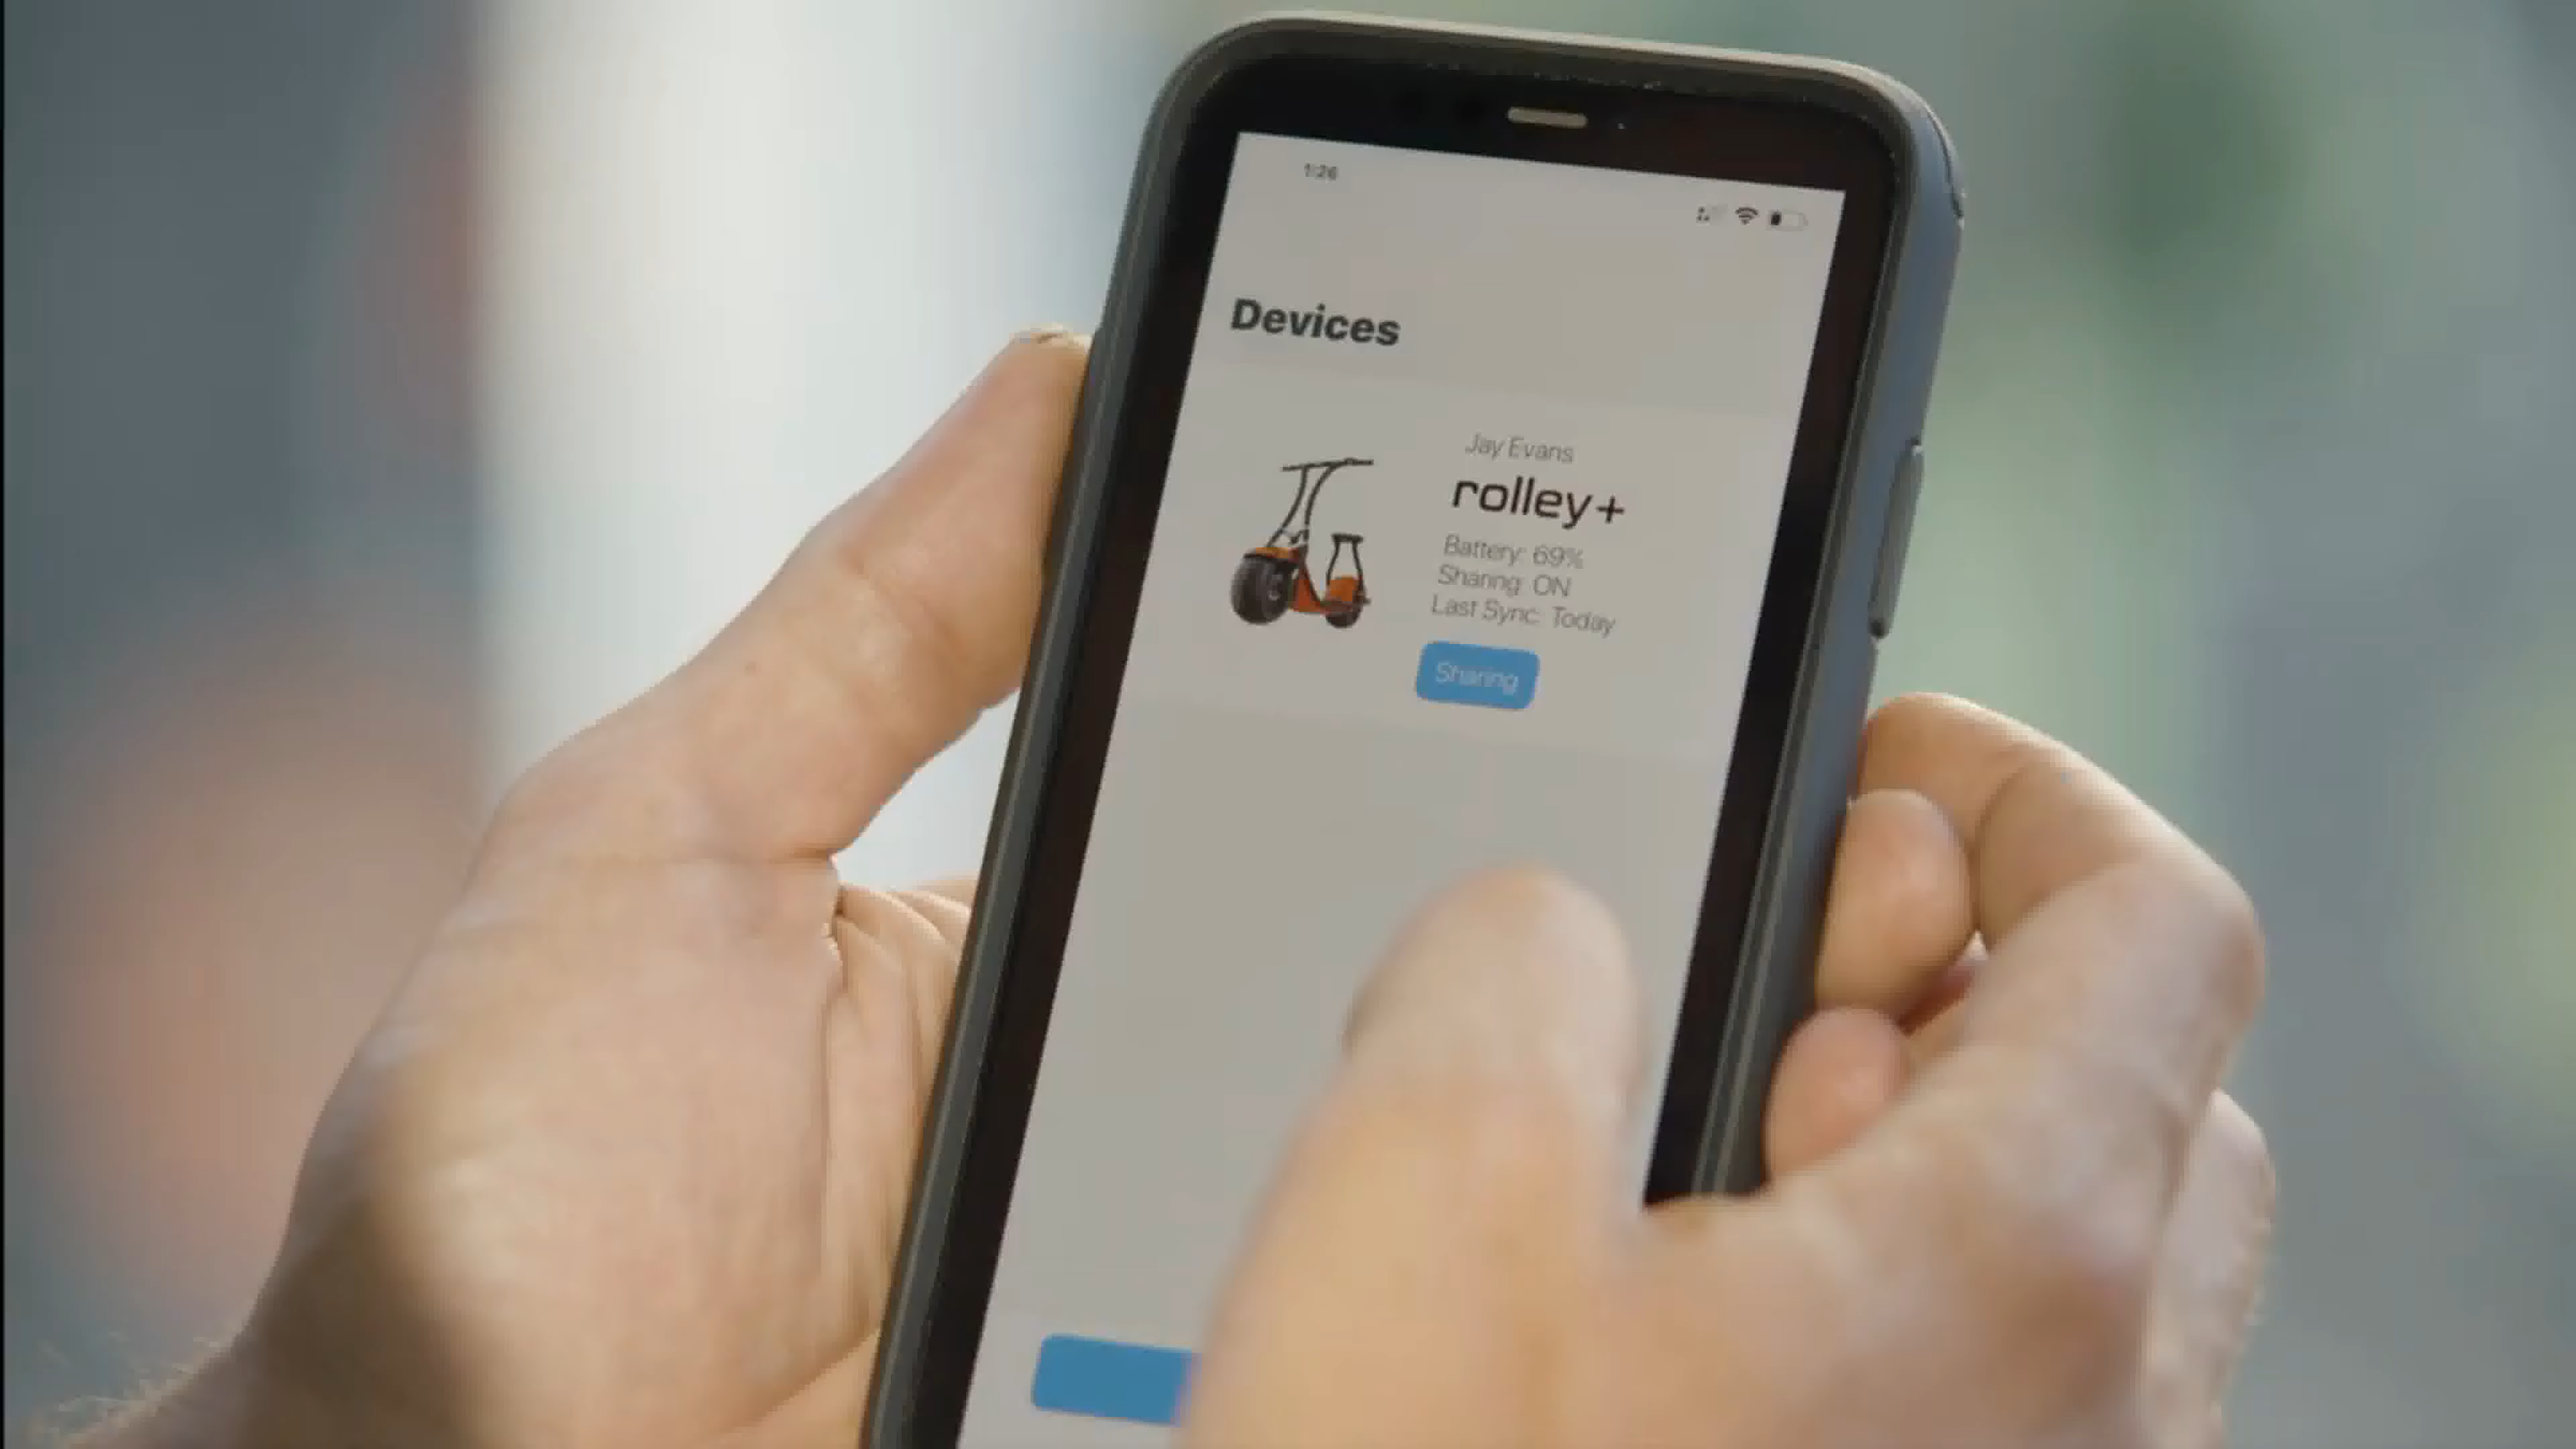 1:26
Devices
Jay Evans
rolley+
Battery: 69%
Sharing: ON
Last Sync: Today
Sharing